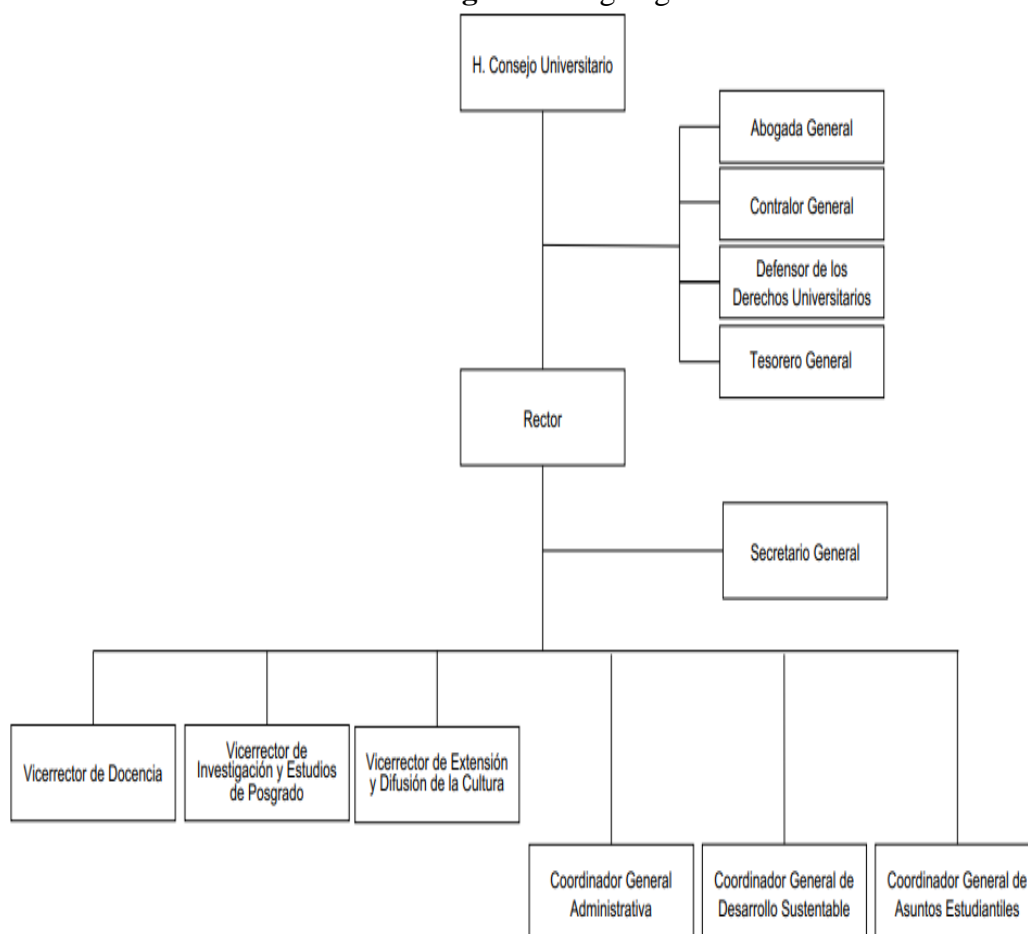 H. Consejo Universitario
Abogada General
Contralor General
Defensor de los
Derechos Universitarios
Tesorero General
Rector
Secretario General
Vicerrector de Docencia
Vicerrector de
Investigación y Estudios
de Posgrado
Vicerrector de Extensión
y Difusión de la Cultura
Coordinador General
Administrativa
Coordinador General de
Desarrollo Sustentable
Coordinador General de
Asuntos Estudiantiles